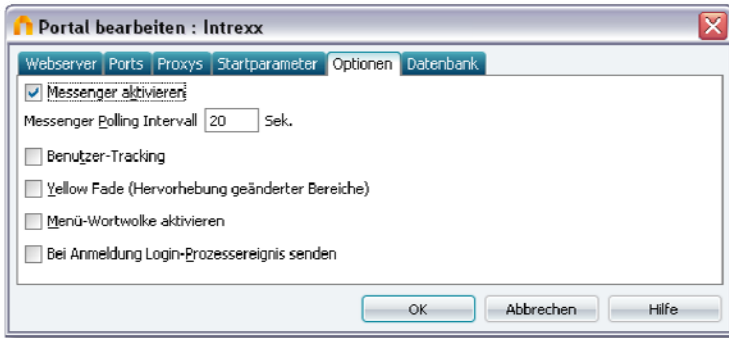 Portal bearbeiten : Intrexx
Webserver Ports Proxys Startparameter Optionen Datenbank
Messenger aktivieren
Messenger Polling Intervall 20 Sek.
Benutzer-Tracking
Yellow Fade (Hervorhebung geänderter Bereiche)
Menü-Wortwolke aktivieren
Bei Anmeldung Login-Prozessereignis senden
OK Abbrechen Hilfe